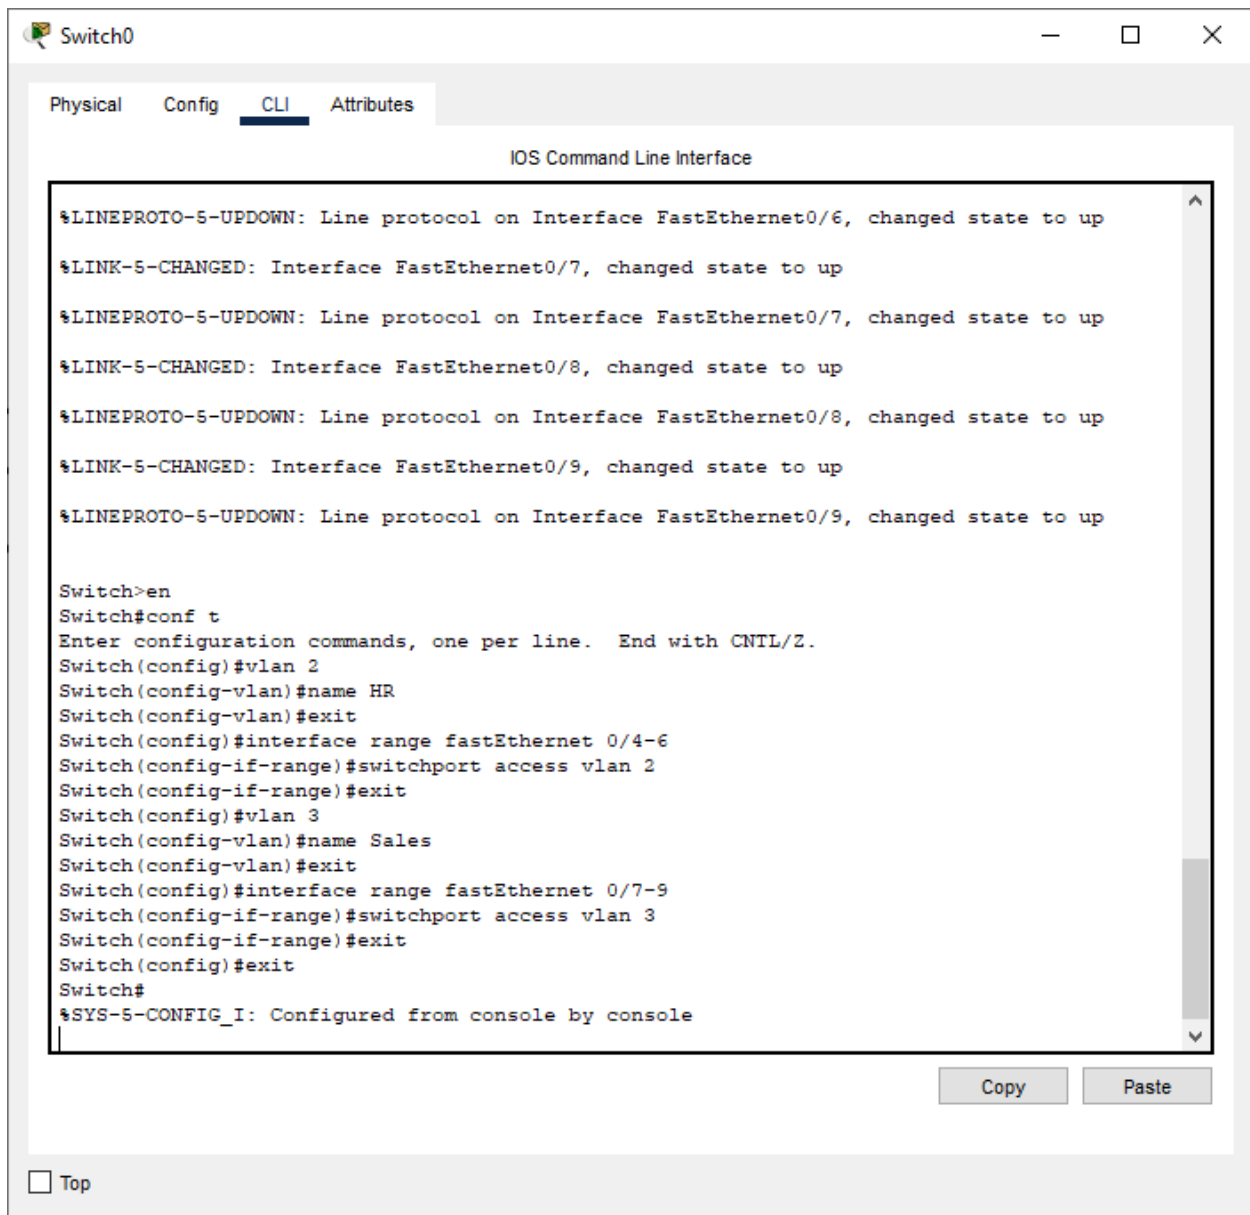 Switch0
Physical Config CLI Attributes
IOS Command Line Interface
%LINEPROTO-5-UPDOWN: Line protocol on Interface FastEthernet0/6, changed state to up
%LINK-5-CHANGED: Interface FastEthernet0/7, changed state to up
%LINEPROTO-5-UPDOWN: Line protocol on Interface FastEthernet0/7, changed state to up
%LINK-5-CHANGED: Interface FastEthernet0/8, changed state to up
%LINEPROTO-5-UPDOWN: Line protocol on Interface FastEthernet0/8, changed state to up
%LINK-5-CHANGED: Interface FastEthernet0/9, changed state to up
%LINEPROTO-5-UPDOWN: Line protocol on Interface FastEthernet0/9, changed state to up
Switch>en
Switch#conf t
Enter configuration commands, one per line.  End with CNTL/Z.
Switch(config)#vlan 2
Switch(config-vlan)#name HR
Switch(config-vlan)#exit
Switch(config)#interface range fastEthernet 0/4-6
Switch(config-if-range)#switchport access vlan 2
Switch(config-if-range)#exit
Switch(config)#vlan 3
Switch(config-vlan)#name Sales
Switch(config-vlan)#exit
Switch(config)#interface range fastEthernet 0/7-9
Switch(config-if-range)#switchport access vlan 3
Switch(config-if-range)#exit
Switch(config)#exit
Switch#
%SYS-5-CONFIG_I: Configured from console by console
Copy Paste
Top